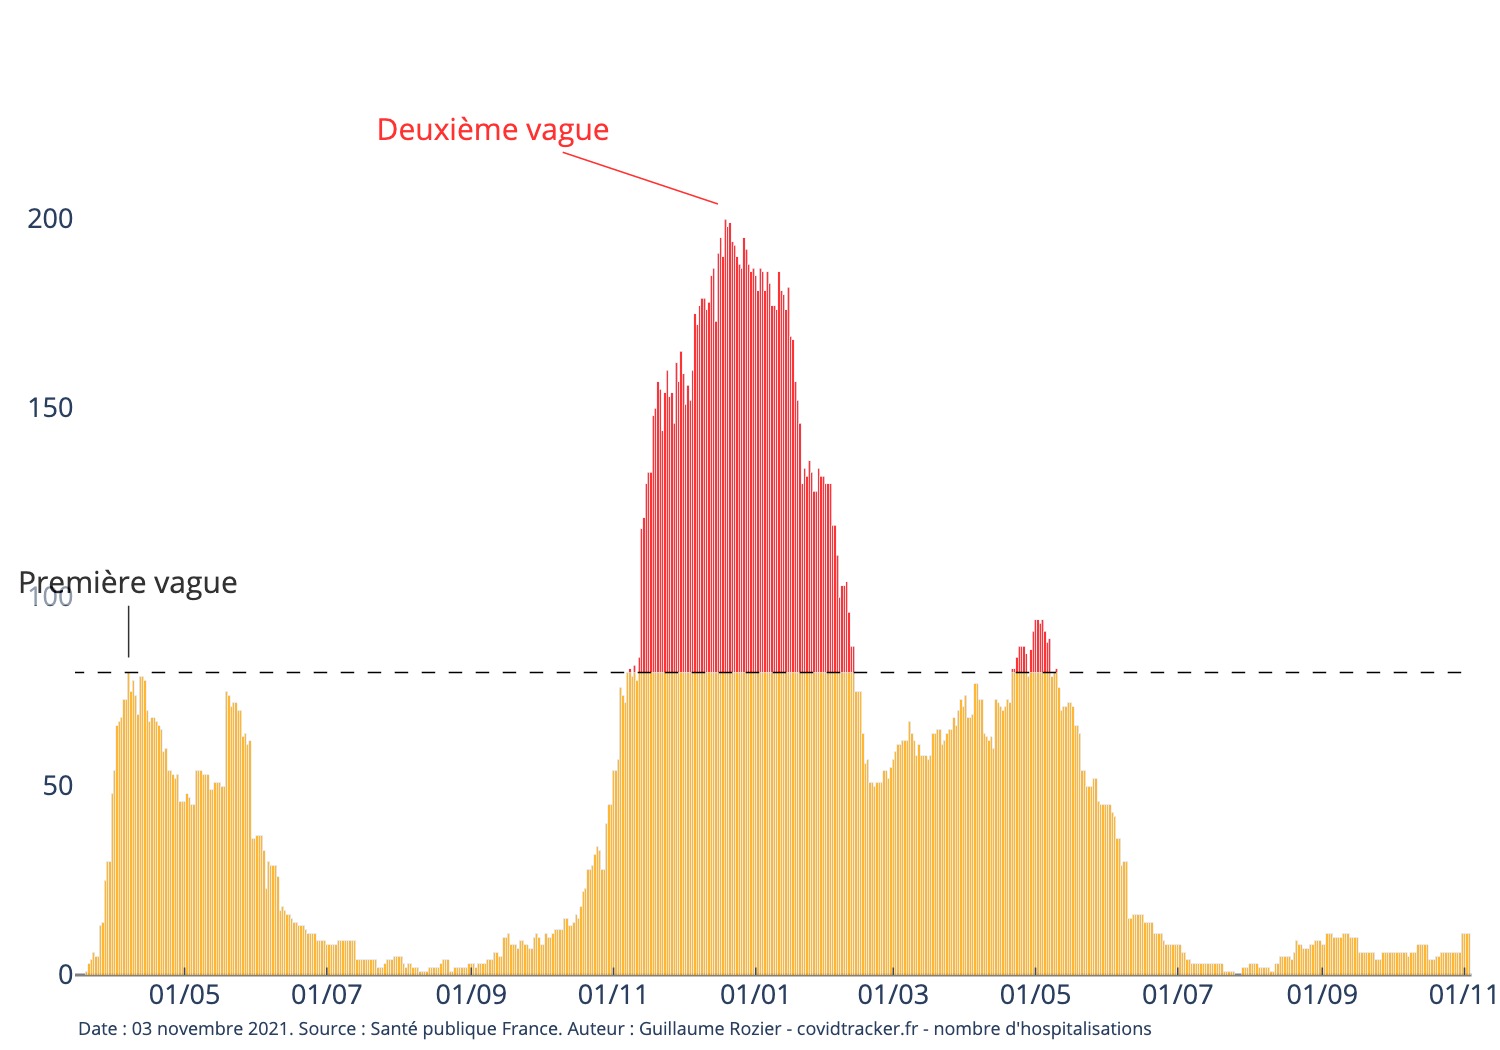 Deuxième vague
200
150
Première vague
100
50
0
01/05 01/07 01/09 01/11 01/01 01/03 01/05 01/07 01/09 01/11
Date : 03 novembre 2021. Source : Santé publique France. Auteur : Guillaume Rozier - covidtracker.fr - nombre d'hospitalisations